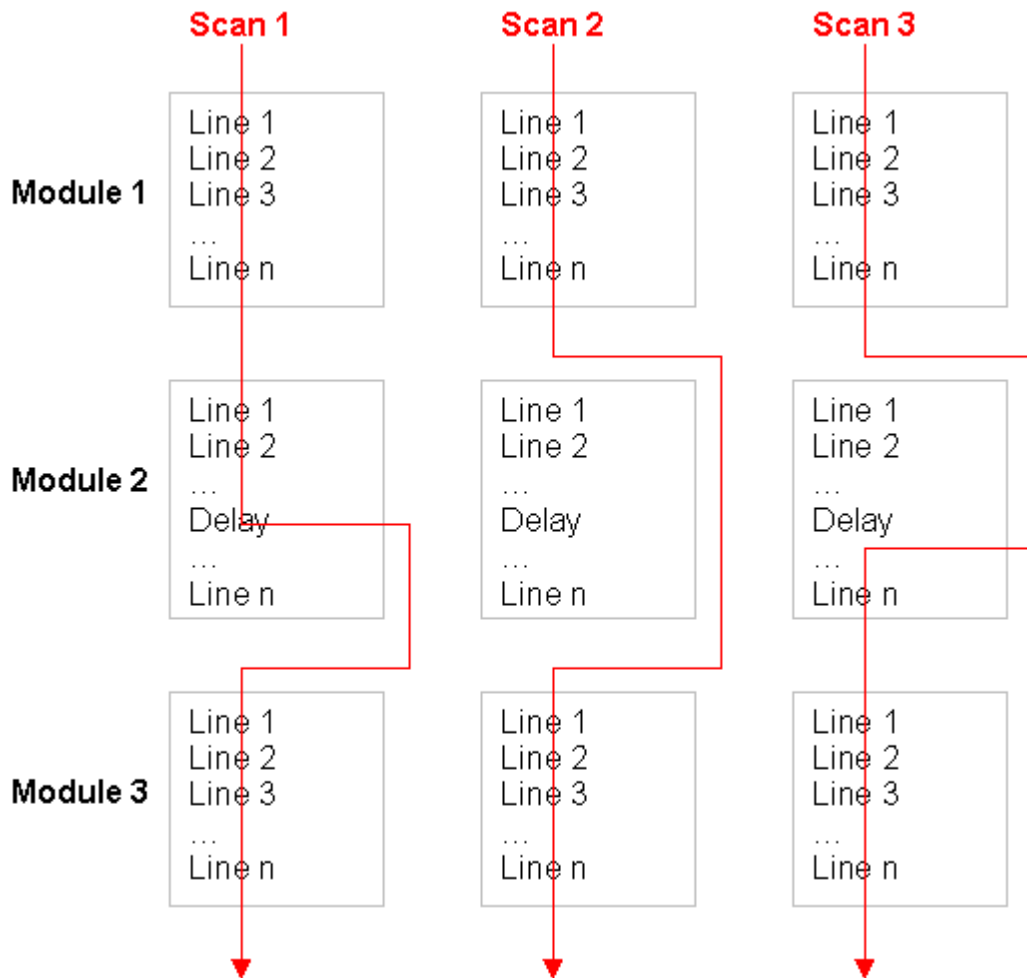 Scan 1
Scan 2
Scan 3
Module 1
Line 1
Line 2
Line 3
...
Line n
Line 1
Line 2
Line 3
...
Line n
Line 1
Line 2
Line 3
...
Line n
Module 2
Line 1
Line 2
...
Delay
...
Line n
Line 1
Line 2
...
Delay
...
Line n
Line 1
Line 2
...
Delay
...
Line n
Module 3
Line 1
Line 2
Line 3
...
Line n
Line 1
Line 2
Line 3
...
Line n
Line 1
Line 2
Line 3
...
Line n